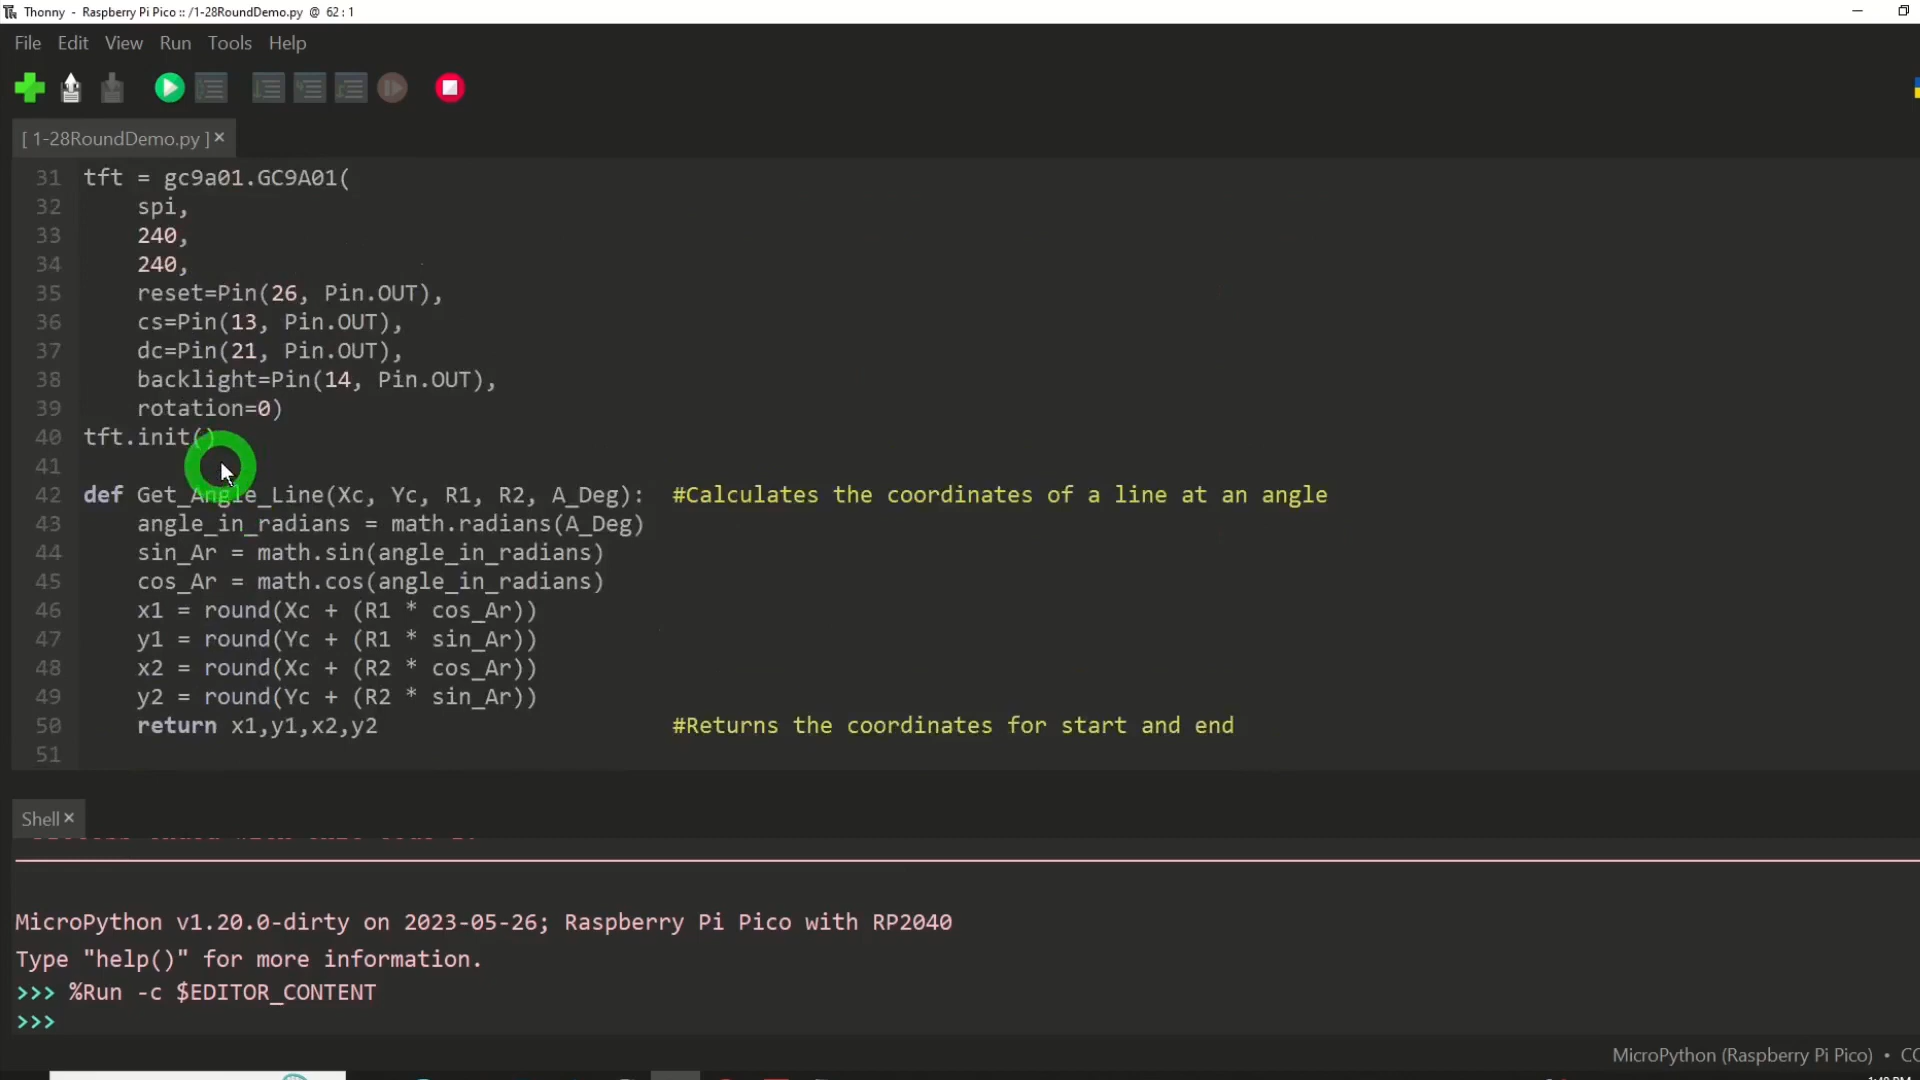 Thonny - Raspberry Pi Pico :: /1-28RoundDemo.py @ 62 : 1
File Edit View Run Tools Help
[ 1-28RoundDemo.py ] ×
31 tft = gc9a01.GC9A01(
32 spi,
33 240,
34 240,
35 reset=Pin(26, Pin.OUT),
36 cs=Pin(13, Pin.OUT),
37 dc=Pin(21, Pin.OUT),
38 backlight=Pin(14, Pin.OUT),
39 rotation=0)
40 tft.init()
41
42 def Get_Angle_Line(Xc, Yc, R1, R2, A_Deg): #Calculates the coordinates of a line at an angle
43 angle_in_radians = math.radians(A_Deg)
44 sin_Ar = math.sin(angle_in_radians)
45 cos_Ar = math.cos(angle_in_radians)
46 x1 = round(Xc + (R1 * cos_Ar))
47 y1 = round(Yc + (R1 * sin_Ar))
48 x2 = round(Xc + (R2 * cos_Ar))
49 y2 = round(Yc + (R2 * sin_Ar))
50 return x1,y1,x2,y2 #Returns the coordinates for start and end
51
Shell ×
MicroPython v1.20.0-dirty on 2023-05-26; Raspberry Pi Pico with RP2040
Type "help()" for more information.
>>> %Run -c $EDITOR_CONTENT
>>>
MicroPython (Raspberry Pi Pico) • CO